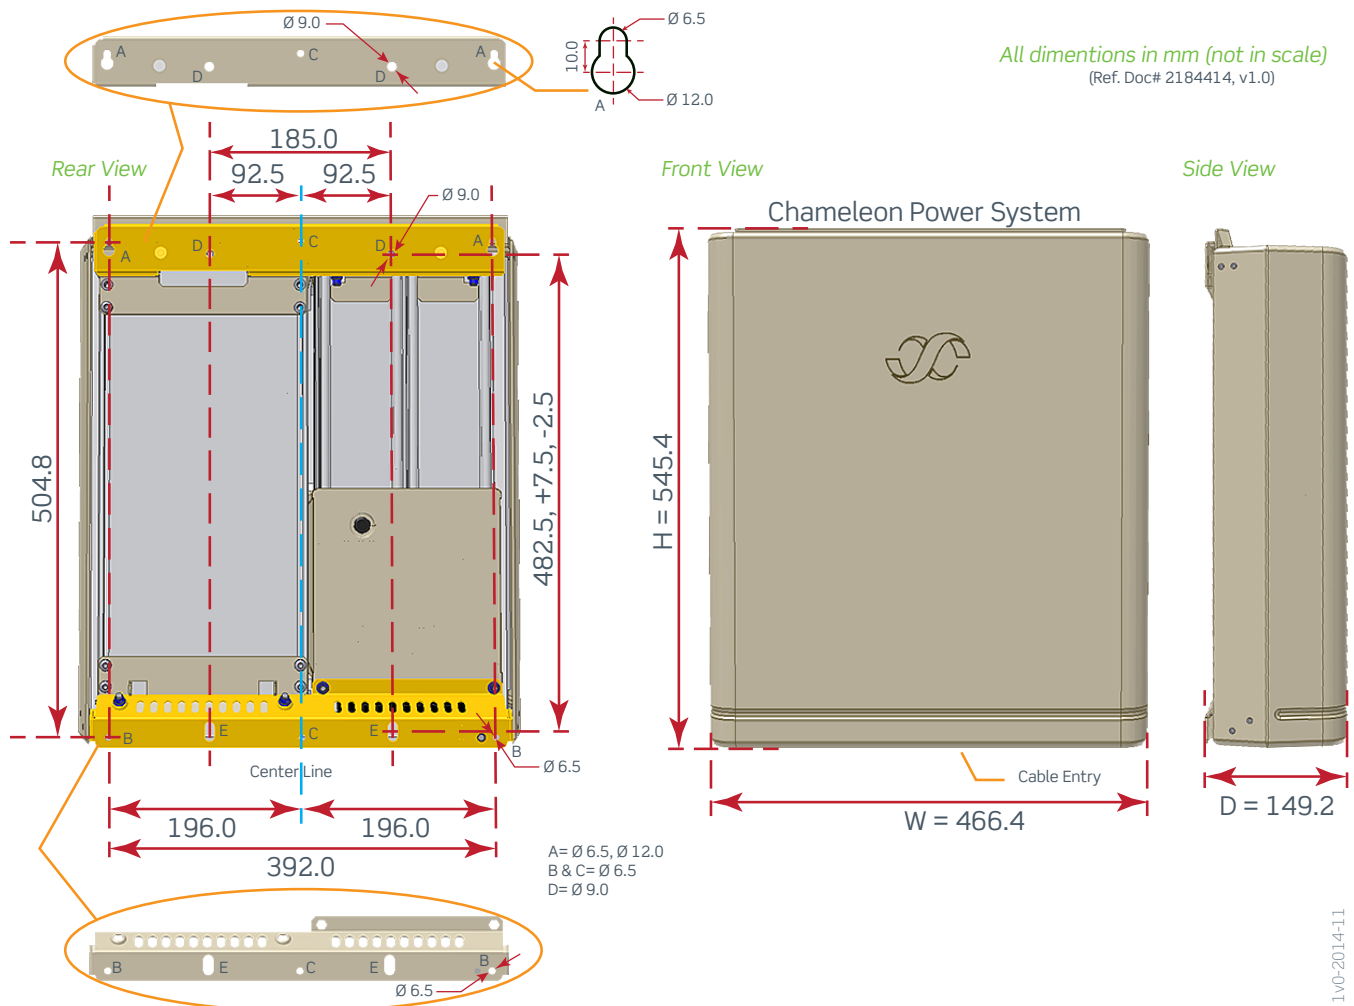 Ø 9.0
A
C
A
D
D
Ø 6.5
10.0
Ø 12.0
A
All dimentions in mm (not in scale)
(Ref. Doc# 2184414, v1.0)
185.0
92.5
92.5
Rear View
Front View
Side View
Ø 9.0
Chameleon Power System
A
D
C
D
A
504.8
482.5, +7.5, -2.5
H = 545.4
B
E
C
E
B
Ø 6.5
Center Line
Cable Entry
196.0
196.0
392.0
W = 466.4
D = 149.2
A= Ø 6.5, Ø 12.0
B & C= Ø 6.5
D= Ø 9.0
B
E
C
E
B
Ø 6.5
1v0-2014-11